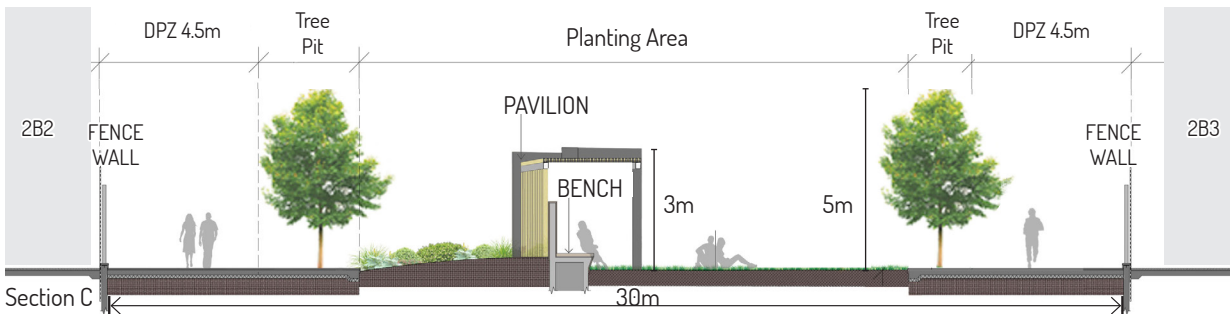 DPZ 4.5m
Tree
Pit
Planting Area
Tree
Pit
DPZ 4.5m
2B2
FENCE
WALL
PAVILION
BENCH
3m
5m
FENCE
WALL
2B3
Section C
30m